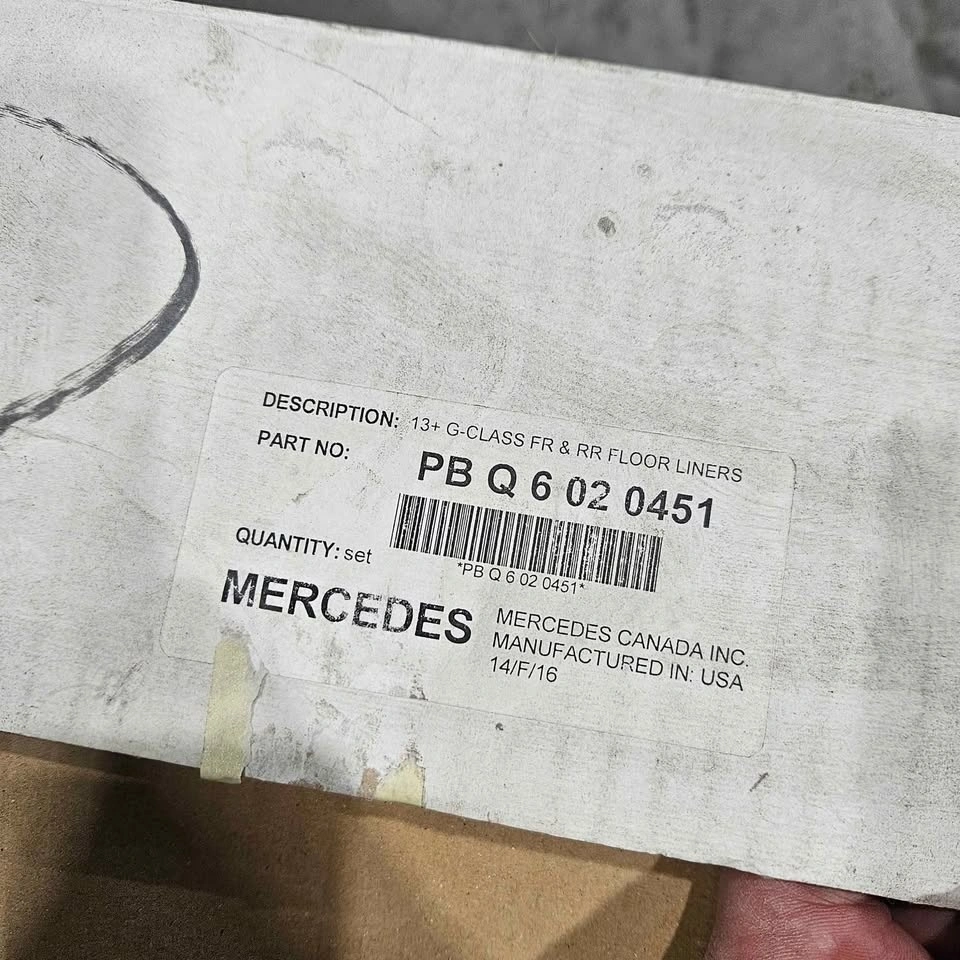 DESCRIPTION: 13+ G-CLASS FR & RR FLOOR LINERS
PART NO: PB Q 6 02 0451
*PB Q 6 02 0451*
QUANTITY: set
MERCEDES
MERCEDES CANADA INC.
MANUFACTURED IN: USA
14/F/16